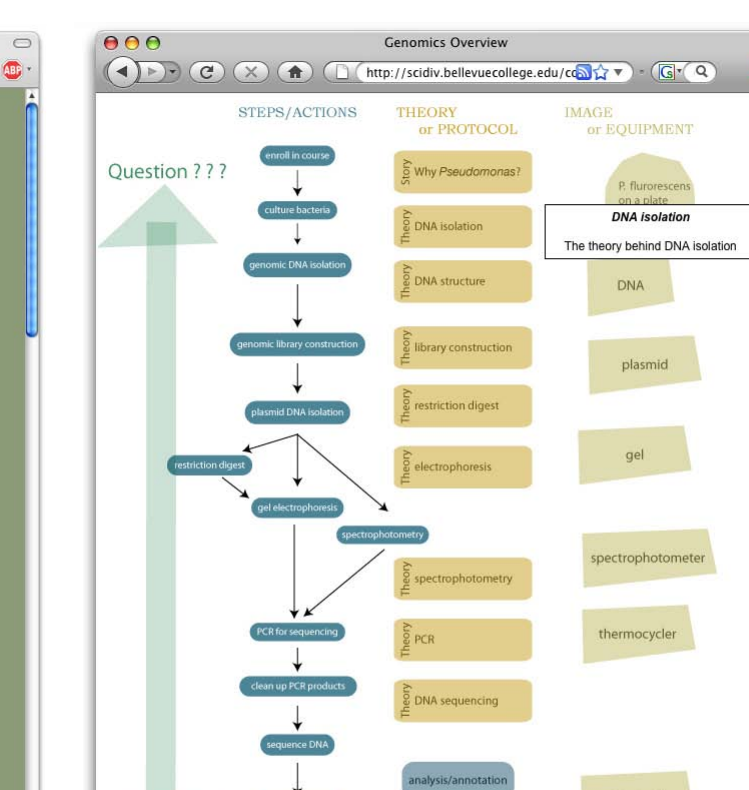 ABP
Genomics Overview
http://scidiv.bellevuecollege.edu/co
G
STEPS/ACTIONS
THEORY
or PROTOCOL
IMAGE
or EQUIPMENT
Question ? ? ?
enroll in course
Story Why Pseudomonas?
P. flurorescens
on a plate
culture bacteria
Theory DNA isolation
DNA isolation
The theory behind DNA isolation
genomic DNA isolation
Theory DNA structure
DNA
genomic library construction
Theory library construction
plasmid
plasmid DNA isolation
Theory restriction digest
restriction digest
Theory electrophoresis
gel
gel electrophoresis
spectrophotometry
Theory spectrophotometry
spectrophotometer
PCR for sequencing
Theory PCR
thermocycler
clean up PCR products
Theory DNA sequencing
sequence DNA
analysis/annotation